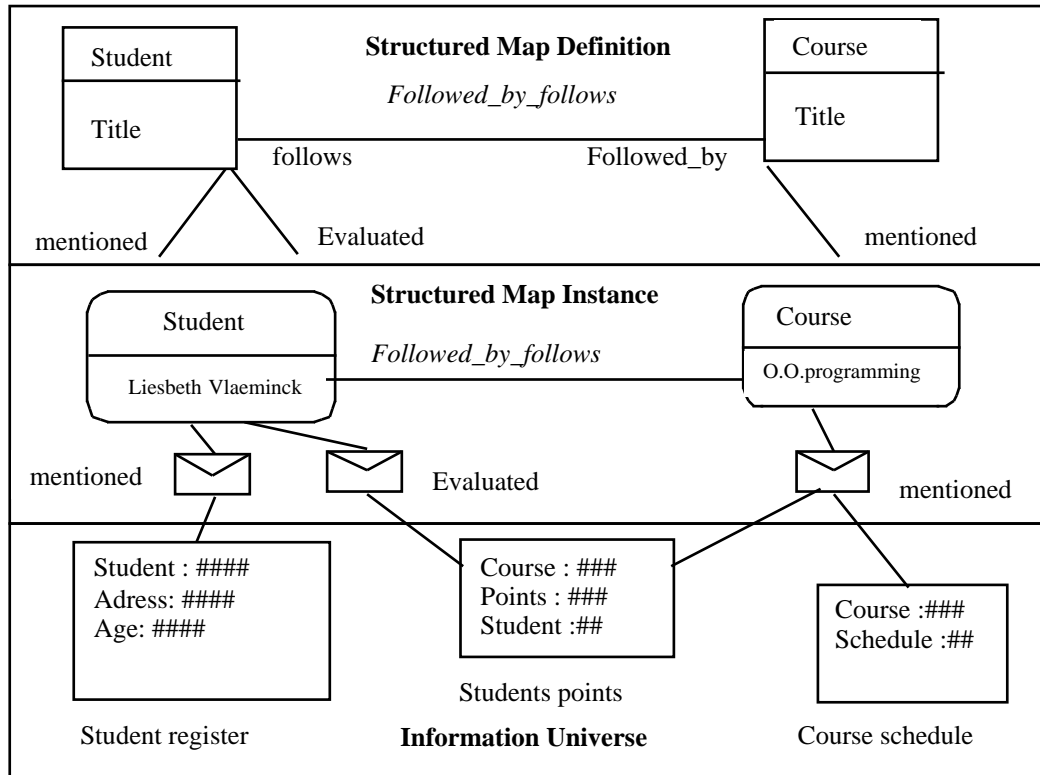 Structured Map Definition
Student
Title
Followed_by_follows
Course
Title
follows
Followed_by
mentioned
Evaluated
mentioned
Structured Map Instance
Student
Liesbeth Vlaeminck
Followed_by_follows
Course
O.O.programming
mentioned
Evaluated
mentioned
Student : ####
Adress: ####
Age: ####
Course : ###
Points : ###
Student :##
Course :###
Schedule :##
Students points
Student register
Information Universe
Course schedule